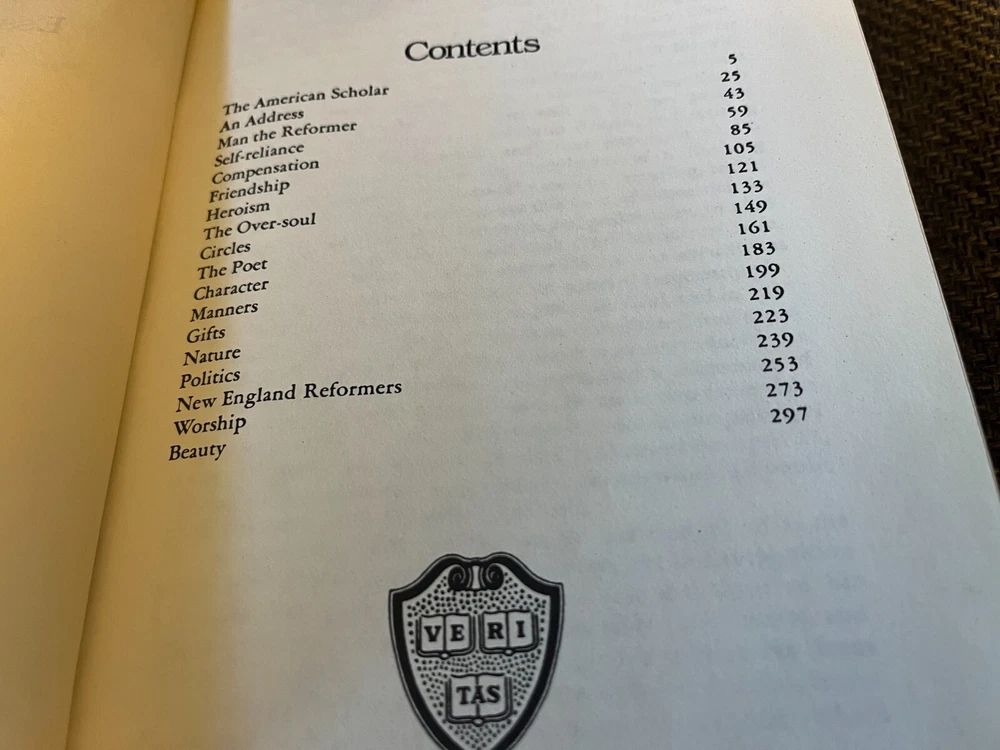 Contents
The American Scholar 5
An Address 25
Man the Reformer 43
Self-reliance 59
Compensation 85
Friendship 105
Heroism 121
The Over-soul 133
Circles 149
The Poet 161
Character 183
Manners 199
Gifts 219
Nature 223
Politics 239
New England Reformers 253
Worship 273
Beauty 297
VE RI
TAS